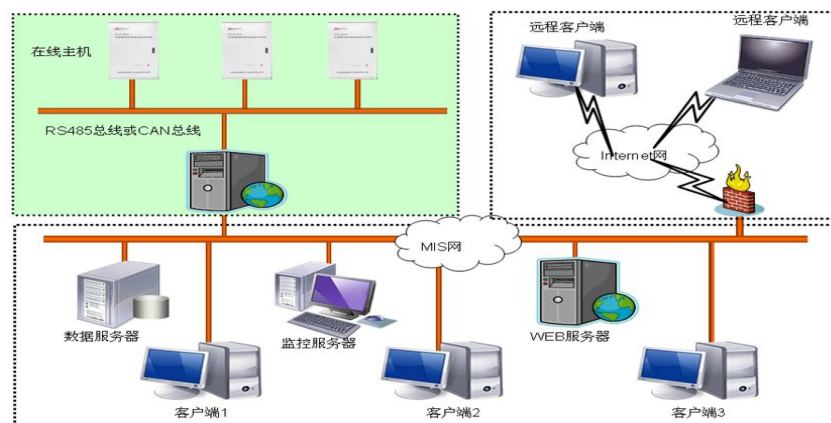 远程客户端
远程客户端
在线主机
RS485总线或CAN总线
Internet网
MIS网
数据服务器
监控服务器
WEB服务器
客户端1
客户端2
客户端3